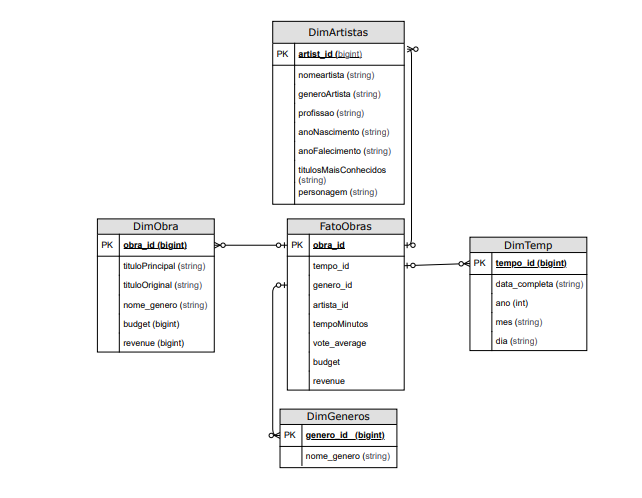 DimArtistas
PK artist_id (bigint)
nomeartista (string)
generoArtista (string)
profissao (string)
anoNascimento (string)
anoFalecimento (string)
titulosMaisConhecidos
(string)
personagem (string)
DimObra
PK obra_id (bigint)
tituloPrincipal (string)
tituloOriginal (string)
nome_genero (string)
budget (bigint)
revenue (bigint)
FatoObras
PK obra_id
tempo_id
genero_id
artista_id
tempoMinutos
vote_average
budget
revenue
DimTemp
PK tempo_id (bigint)
data_completa (string)
ano (int)
mes (string)
dia (string)
DimGeneros
PK genero_id (bigint)
nome_genero (string)